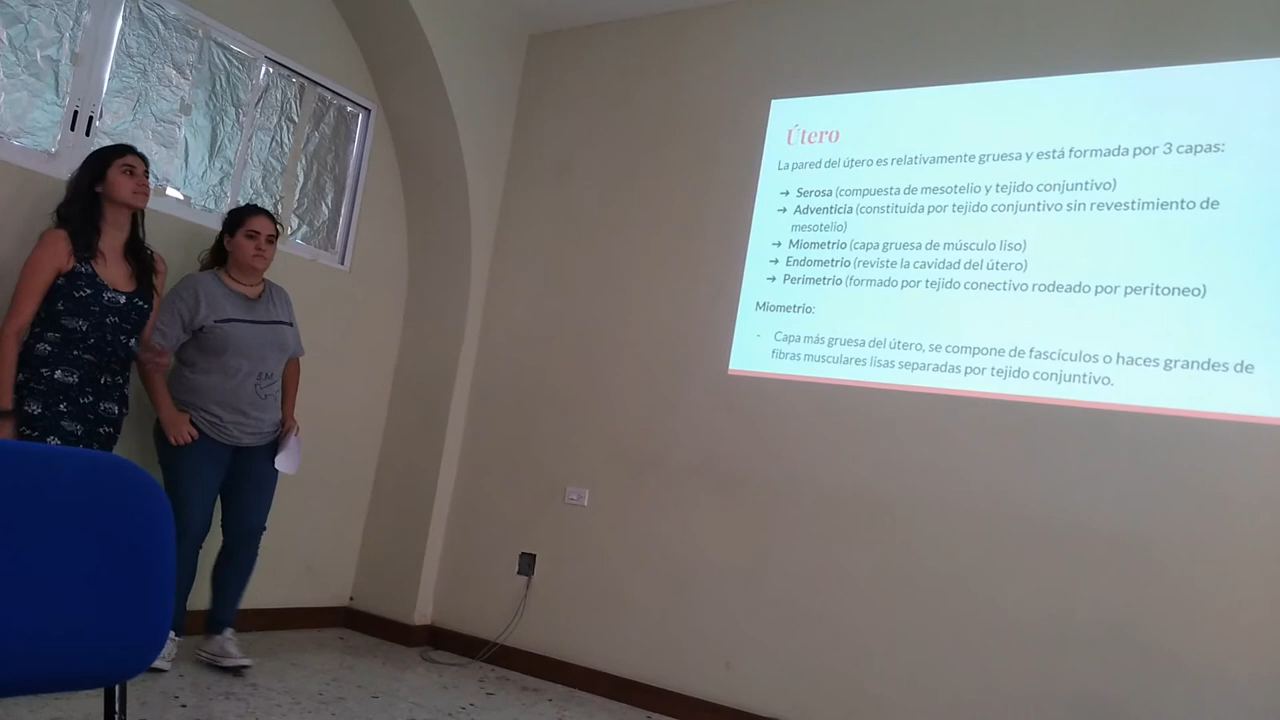 Útero
La pared del útero es relativamente gruesa y está formada por 3 capas:
➔ Serosa (compuesta de mesotelio y tejido conjuntivo)
➔ Adventicia (constituida por tejido conjuntivo sin revestimiento de
mesotelio)
➔ Miometrio (capa gruesa de músculo liso)
➔ Endometrio (reviste la cavidad del útero)
➔ Perimetrio (formado por tejido conectivo rodeado por peritoneo)
Miometrio:
- Capa más gruesa del útero, se compone de fascículos o haces grandes de
fibras musculares lisas separadas por tejido conjuntivo.